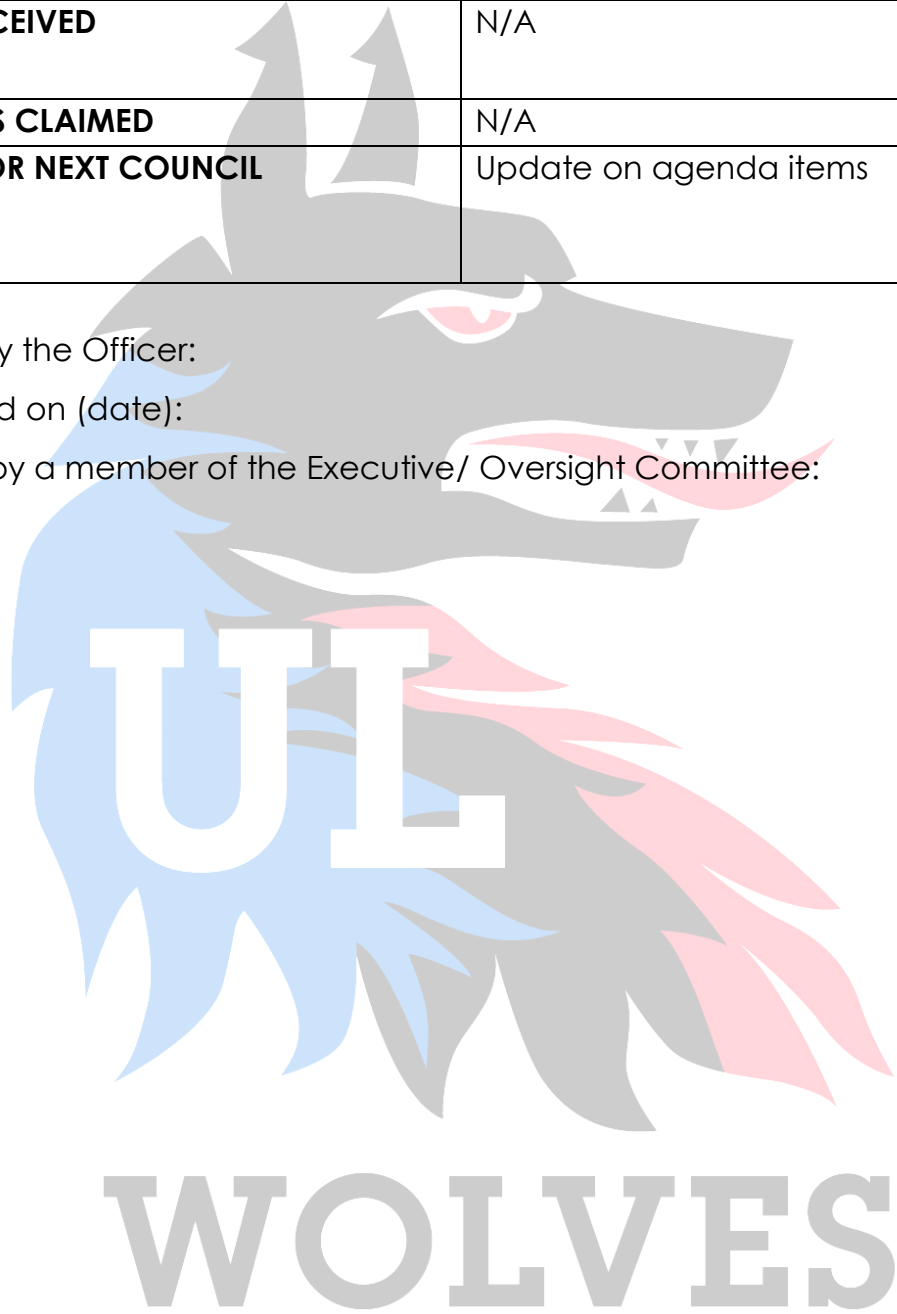 CEIVED N/A
S CLAIMED N/A
OR NEXT COUNCIL Update on agenda items
y the Officer:
d on (date):
by a member of the Executive/ Oversight Committee:
UL
WOLVES